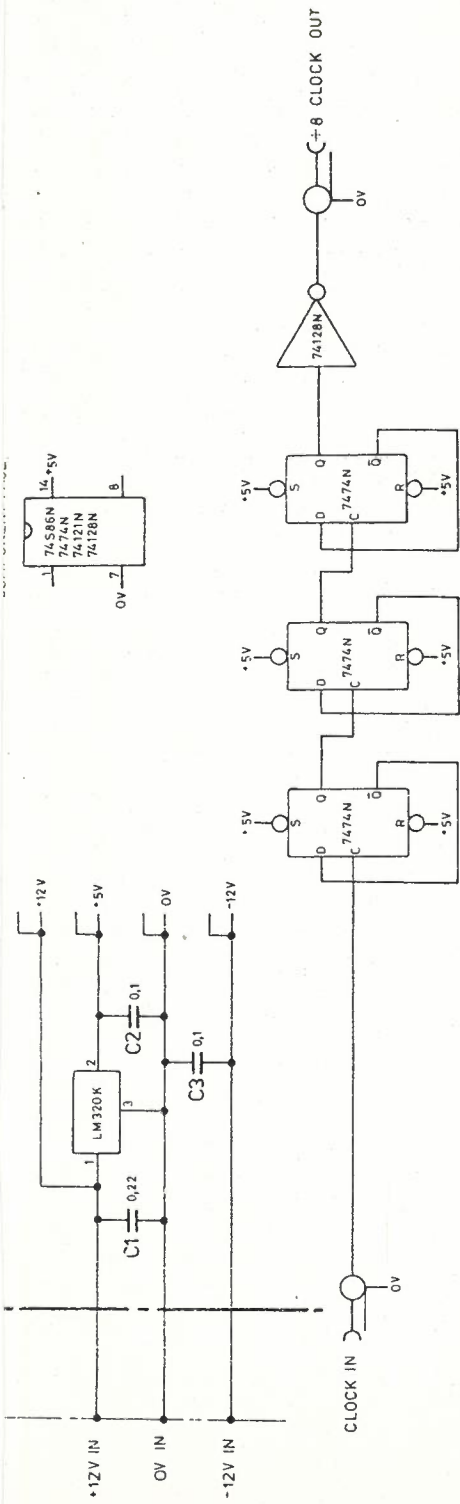 74S86N
7474N
74121N
74128N
1
14 +5V
0V 7
8
+12V IN
0V IN
-12V IN
LM320K
1
2
3
C1 0,22
C2 0,1
C3 0,1
+12V
+5V
0V
-12V
CLOCK IN
0V
+5V
S
D
Q
C
7474N
Q̅
R
+5V
+5V
S
D
Q
C
7474N
Q̅
R
+5V
+5V
S
D
Q
C
7474N
Q̅
R
+5V
74128N
÷8 CLOCK OUT
0V